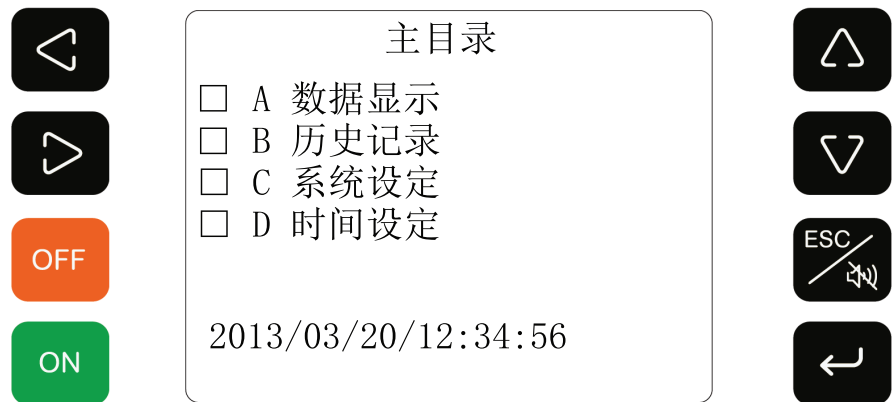 主目录
□ A 数据显示
□ B 历史记录
□ C 系统设定
□ D 时间设定
2013/03/20/12:34:56
OFF
ON
ESC